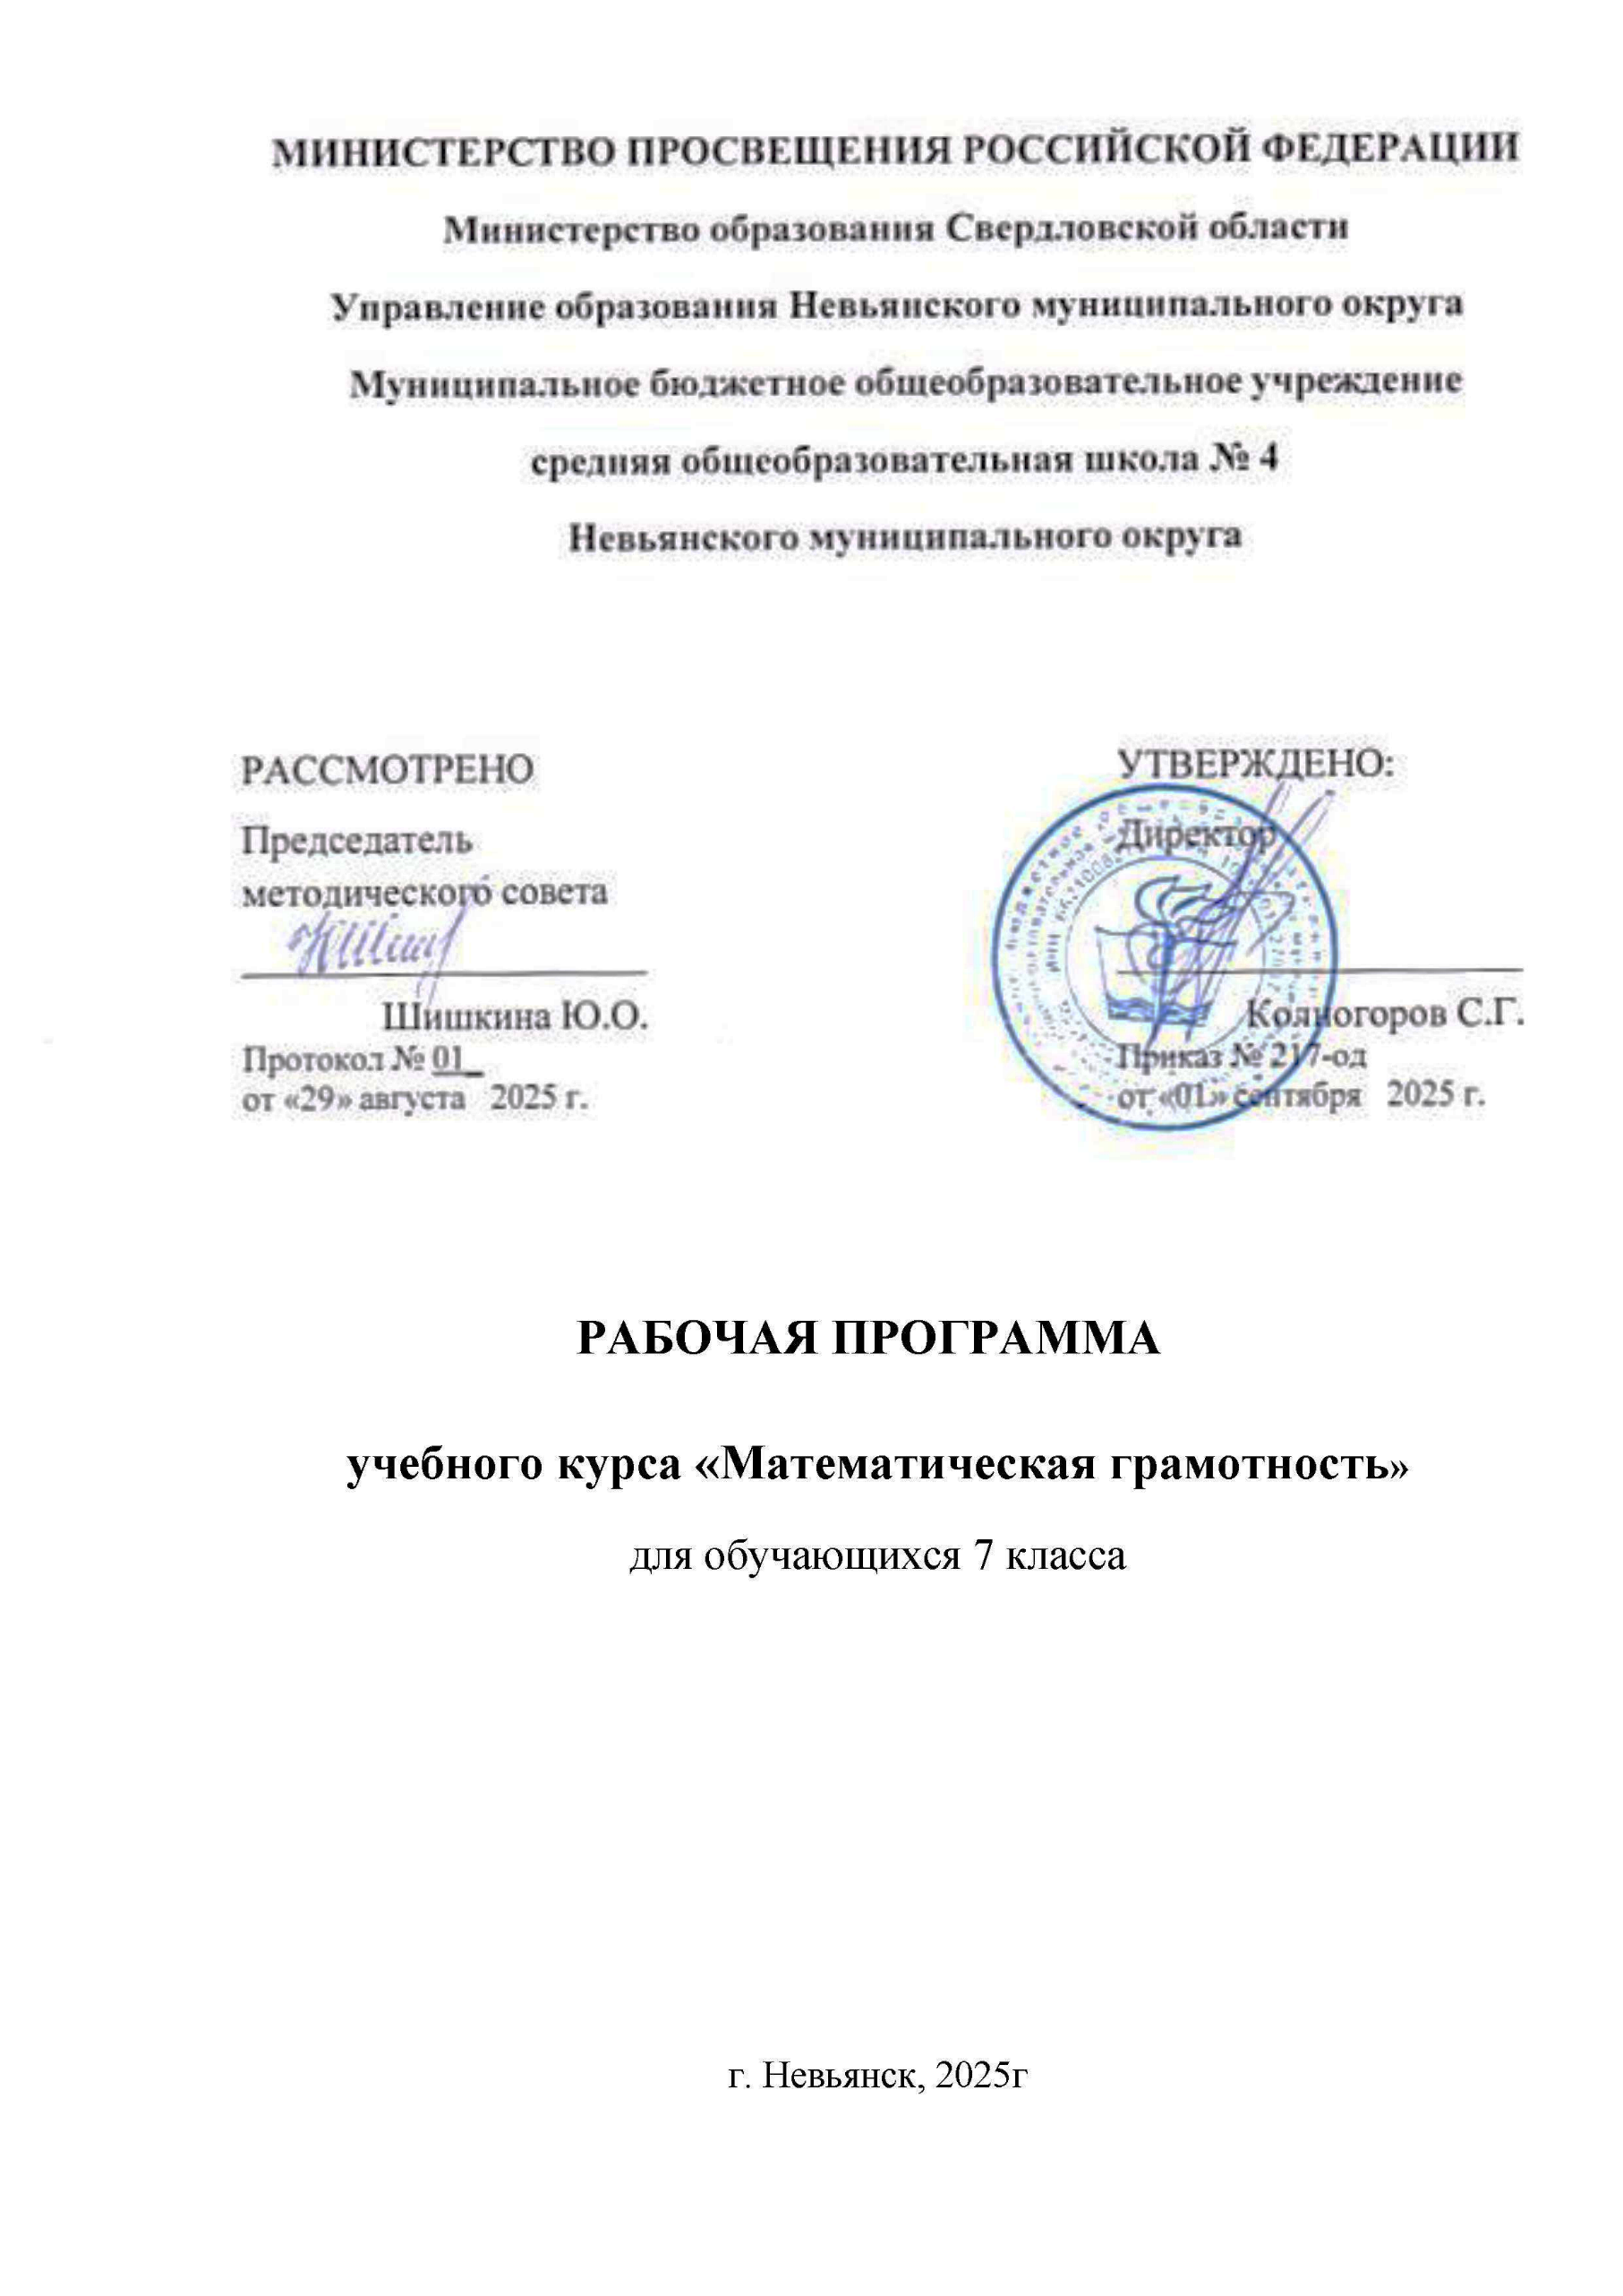 МИНИСТЕРСТВО ПРОСВЕЩЕНИЯ РОССИЙСКОЙ ФЕДЕРАЦИИ
Министерство образования Свердловской области
Управление образования Невьянского муниципального округа
Муниципальное бюджетное общеобразовательное учреждение
средняя общеобразовательная школа № 4
Невьянского муниципального округа
РАССМОТРЕНО
Председатель
методического совета
Шишкина Ю.О.
Протокол № 01_
от «29» августа 2025 г.
УТВЕРЖДЕНО:
Директор
Колногоров С.Г.
Приказ № 217-од
от «01» сентября 2025 г.
РАБОЧАЯ ПРОГРАММА
учебного курса «Математическая грамотность»
для обучающихся 7 класса
г. Невьянск, 2025г